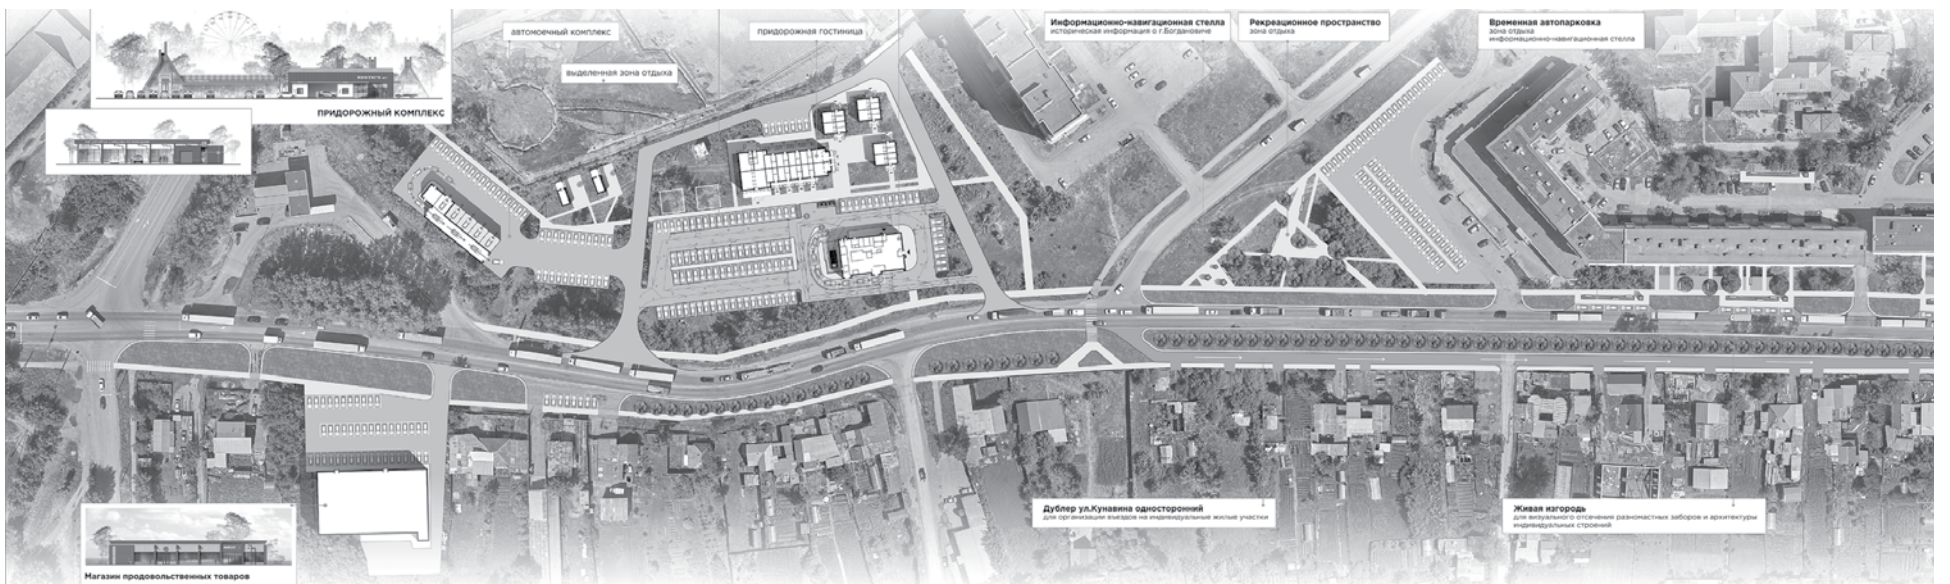 ПРИДОРОЖНЫЙ КОМПЛЕКС
автомоечный комплекс
выделенная зона отдыха
придорожная гостиница
Информационно-навигационная стелла
историческая информация о г.Богдановиче
Рекреационное пространство
зона отдыха
Временная автопарковка
зона отдыха
информационно-навигационная стелла
Дублер ул.Кунавина односторонний
для организации въездов на индивидуальные жилые участки
Живая изгородь
для визуального отсечения разномастных заборов и архитектуры
индивидуальных строений
Магазин продовольственных товаров